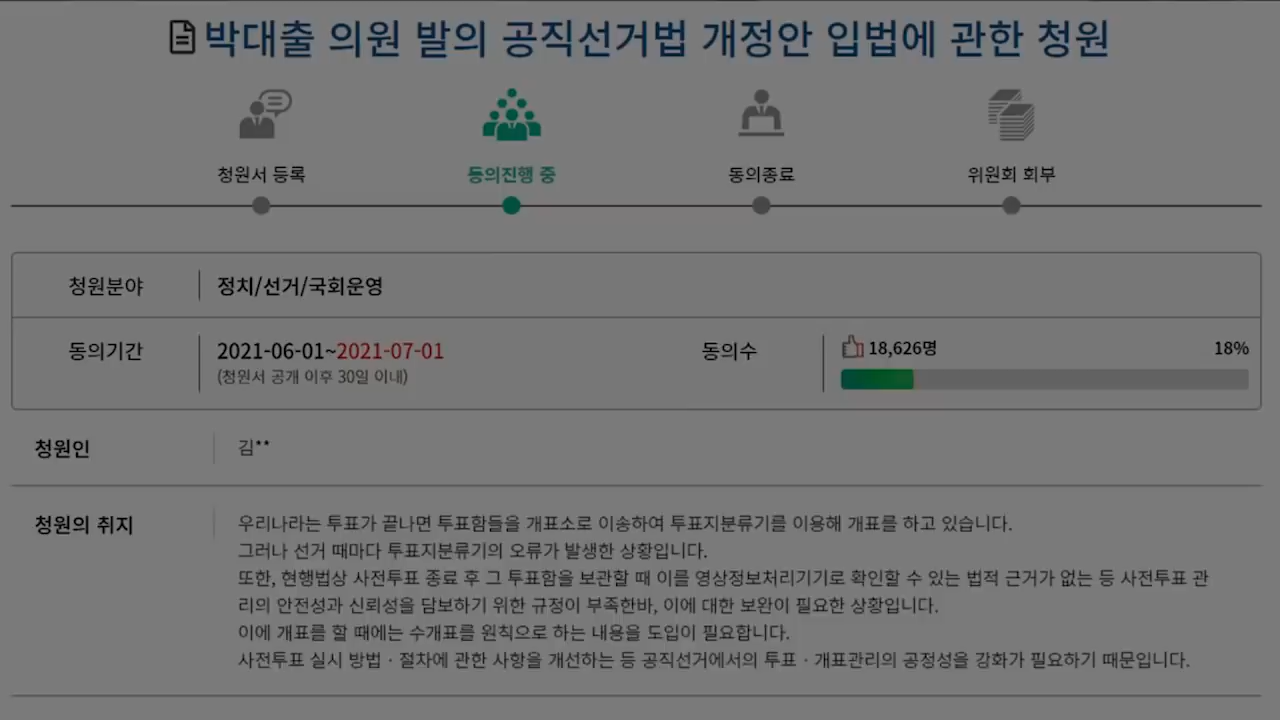 박대출 의원 발의 공직선거법 개정안 입법에 관한 청원
청원서 등록
동의진행 중
동의종료
위원회 회부
청원분야
정치/선거/국회운영
동의기간
2021-06-01~2021-07-01
(청원서 공개 이후 30일 이내)
동의수
18,626명
18%
청원인
김**
청원의 취지
우리나라는 투표가 끝나면 투표함들을 개표소로 이송하여 투표지분류기를 이용해 개표를 하고 있습니다.
그러나 선거 때마다 투표지분류기의 오류가 발생한 상황입니다.
또한, 현행법상 사전투표 종료 후 그 투표함을 보관할 때 이를 영상정보처리기기로 확인할 수 있는 법적 근거가 없는 등 사전투표 관
리의 안전성과 신뢰성을 담보하기 위한 규정이 부족한바, 이에 대한 보완이 필요한 상황입니다.
이에 개표를 할 때에는 수개표를 원칙으로 하는 내용을 도입이 필요합니다.
사전투표 실시 방법 · 절차에 관한 사항을 개선하는 등 공직선거에서의 투표 · 개표관리의 공정성을 강화가 필요하기 때문입니다.